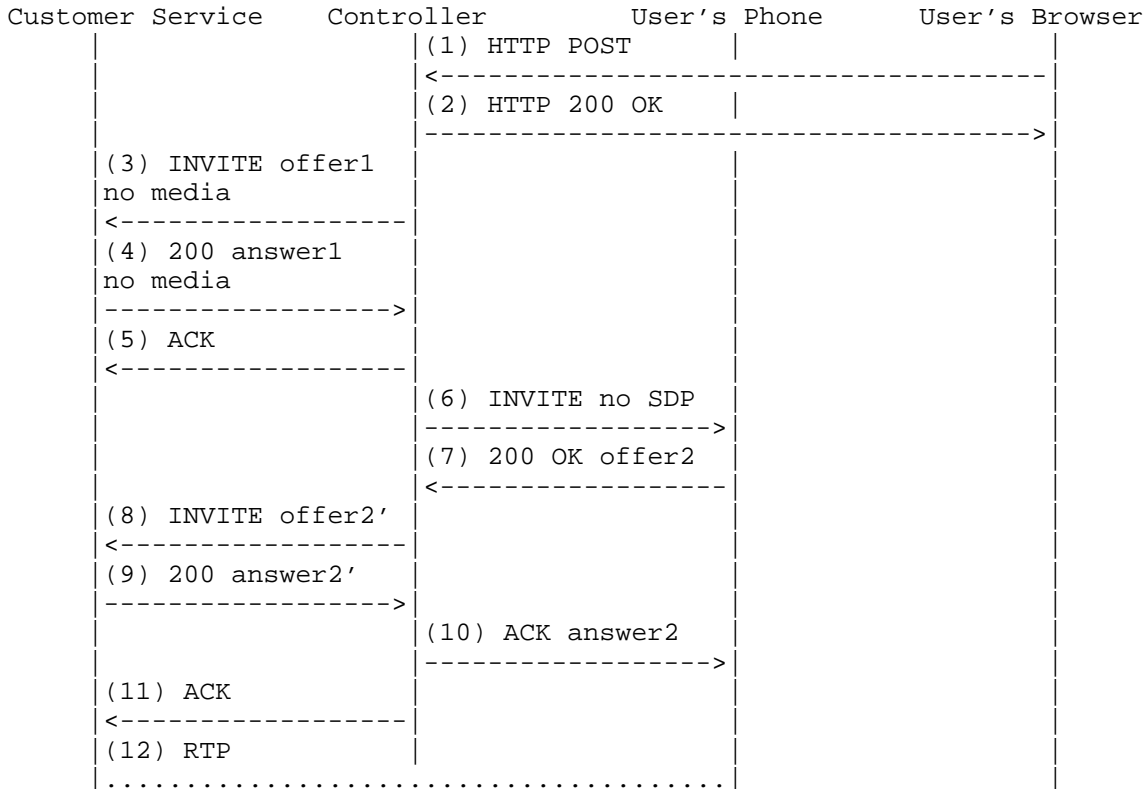 Customer Service    Controller         User's Phone      User's Browser
(1) HTTP POST
(2) HTTP 200 OK
(3) INVITE offer1
no media
(4) 200 answer1
no media
(5) ACK
(6) INVITE no SDP
(7) 200 OK offer2
(8) INVITE offer2’
(9) 200 answer2’
(10) ACK answer2
(11) ACK
(12) RTP